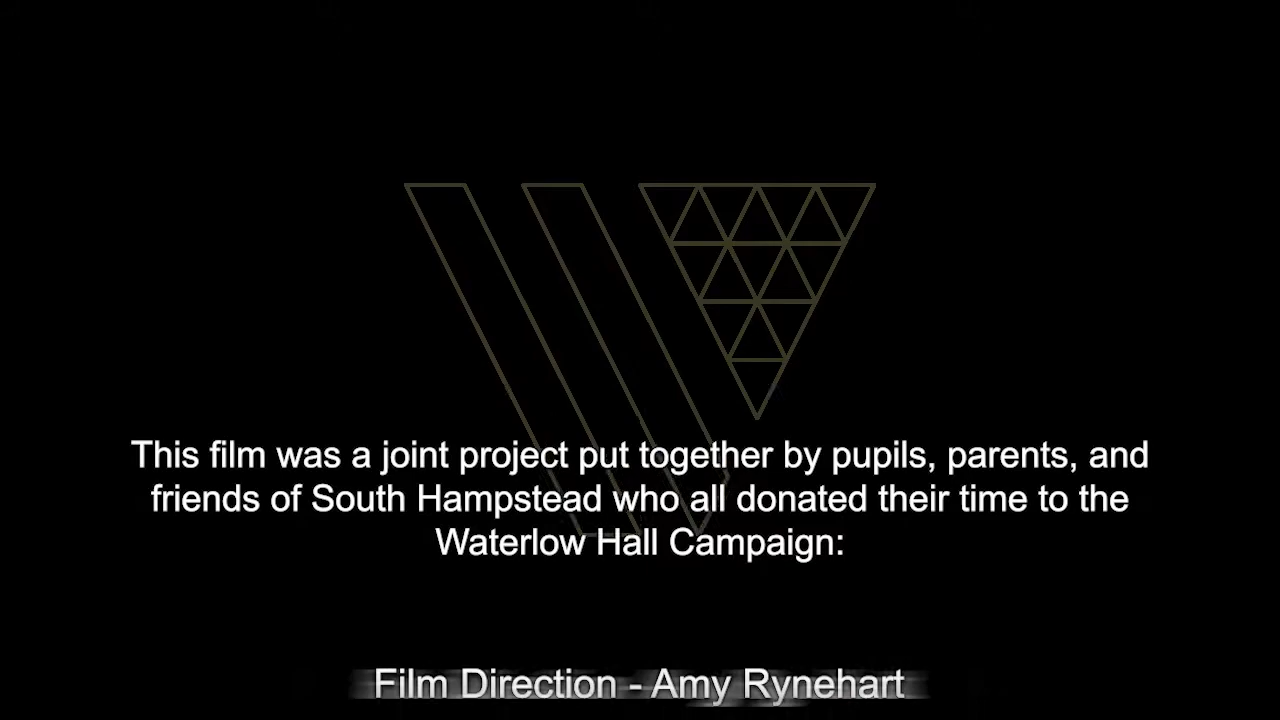 This film was a joint project put together by pupils, parents, and
friends of South Hampstead who all donated their time to the
Waterlow Hall Campaign:
Film Direction - Amy Rynehart